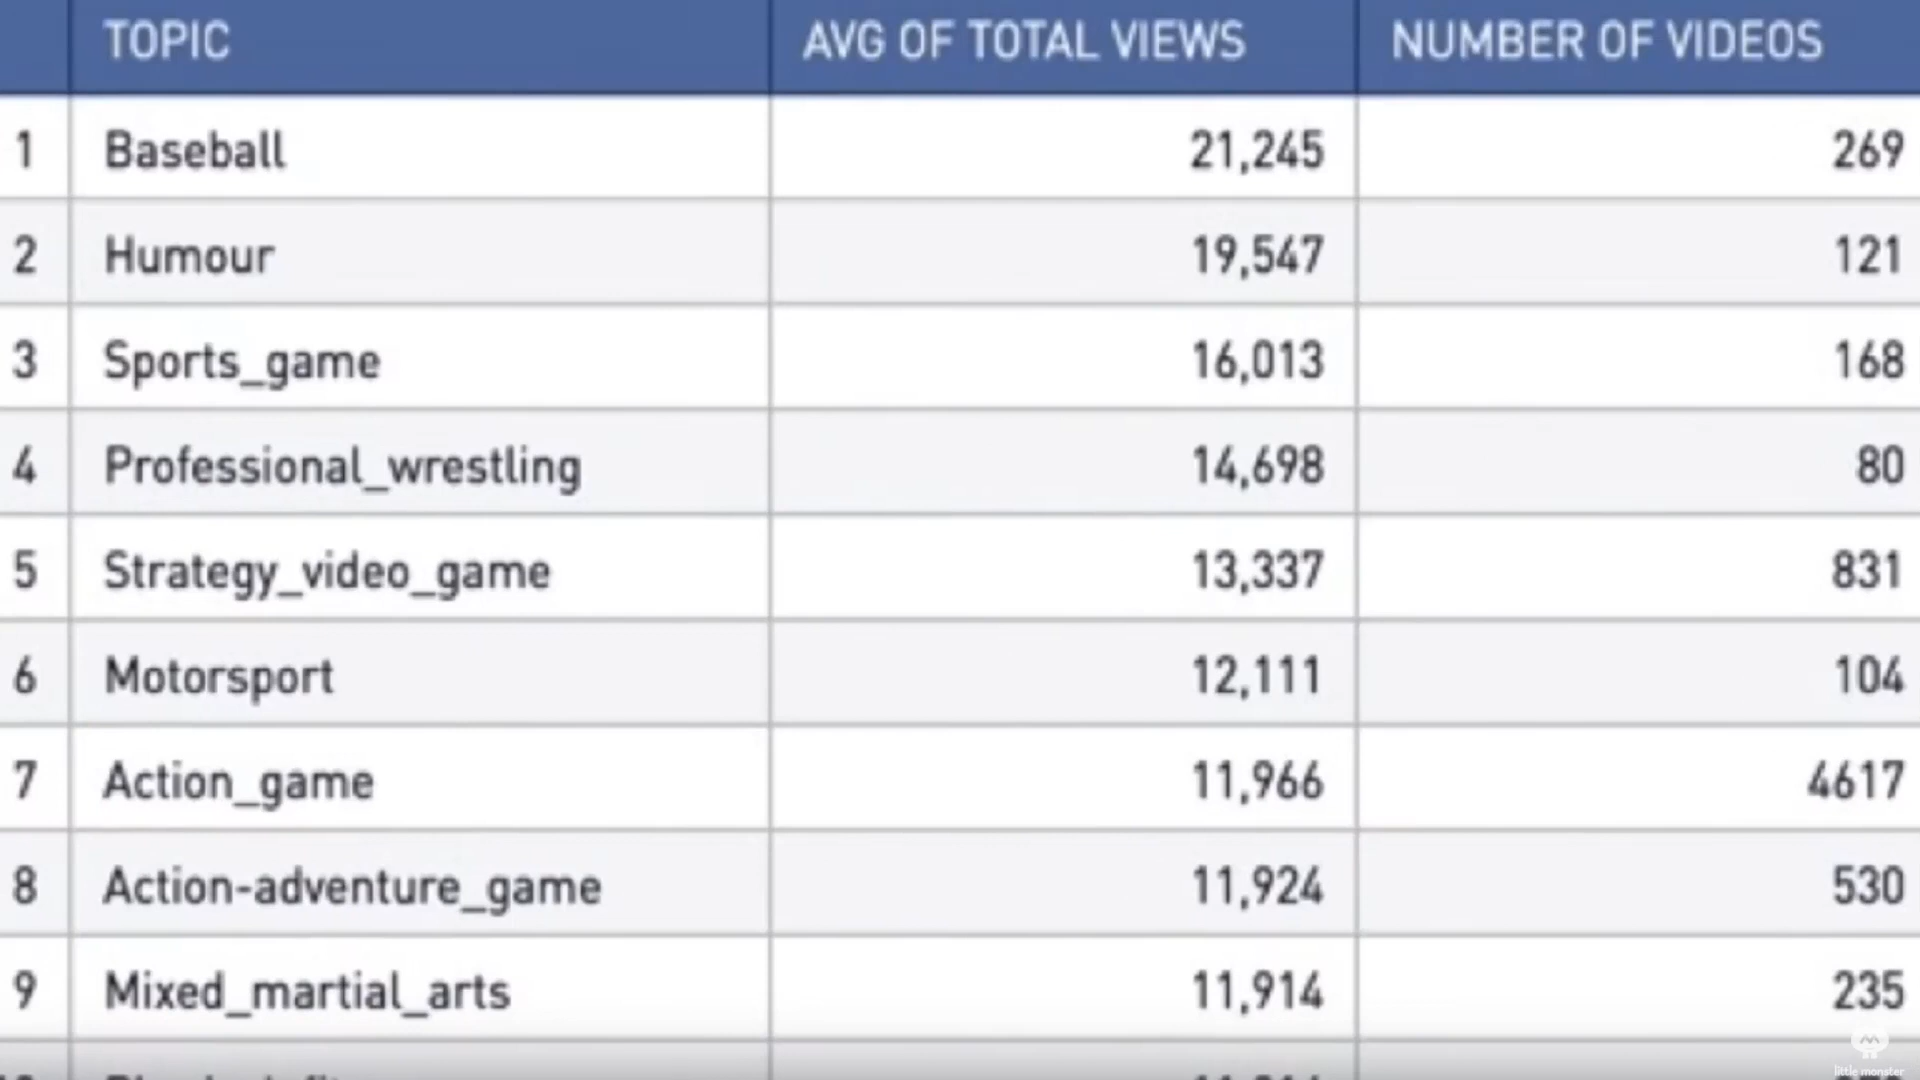 TOPIC AVG OF TOTAL VIEWS NUMBER OF VIDEOS
1 Baseball 21,245 269
2 Humour 19,547 121
3 Sports_game 16,013 168
4 Professional_wrestling 14,698 80
5 Strategy_video_game 13,337 831
6 Motorsport 12,111 104
7 Action_game 11,966 4617
8 Action-adventure_game 11,924 530
9 Mixed_martial_arts 11,914 235
little monster